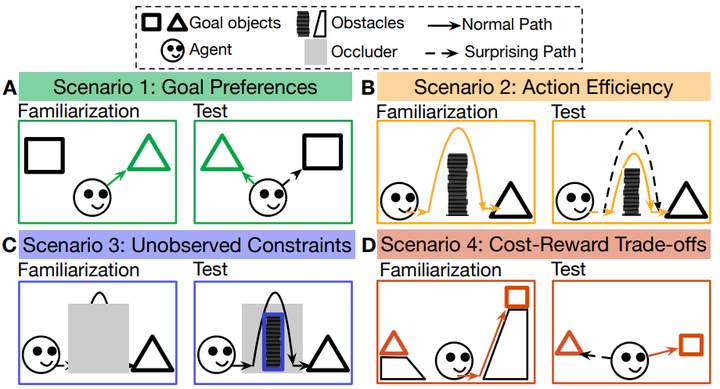 Goal objects Obstacles Normal Path
Agent Occluder Surprising Path
A Scenario 1: Goal Preferences
Familiarization Test
B Scenario 2: Action Efficiency
Familiarization Test
C Scenario 3: Unobserved Constraints
Familiarization Test
D Scenario 4: Cost-Reward Trade-offs
Familiarization Test